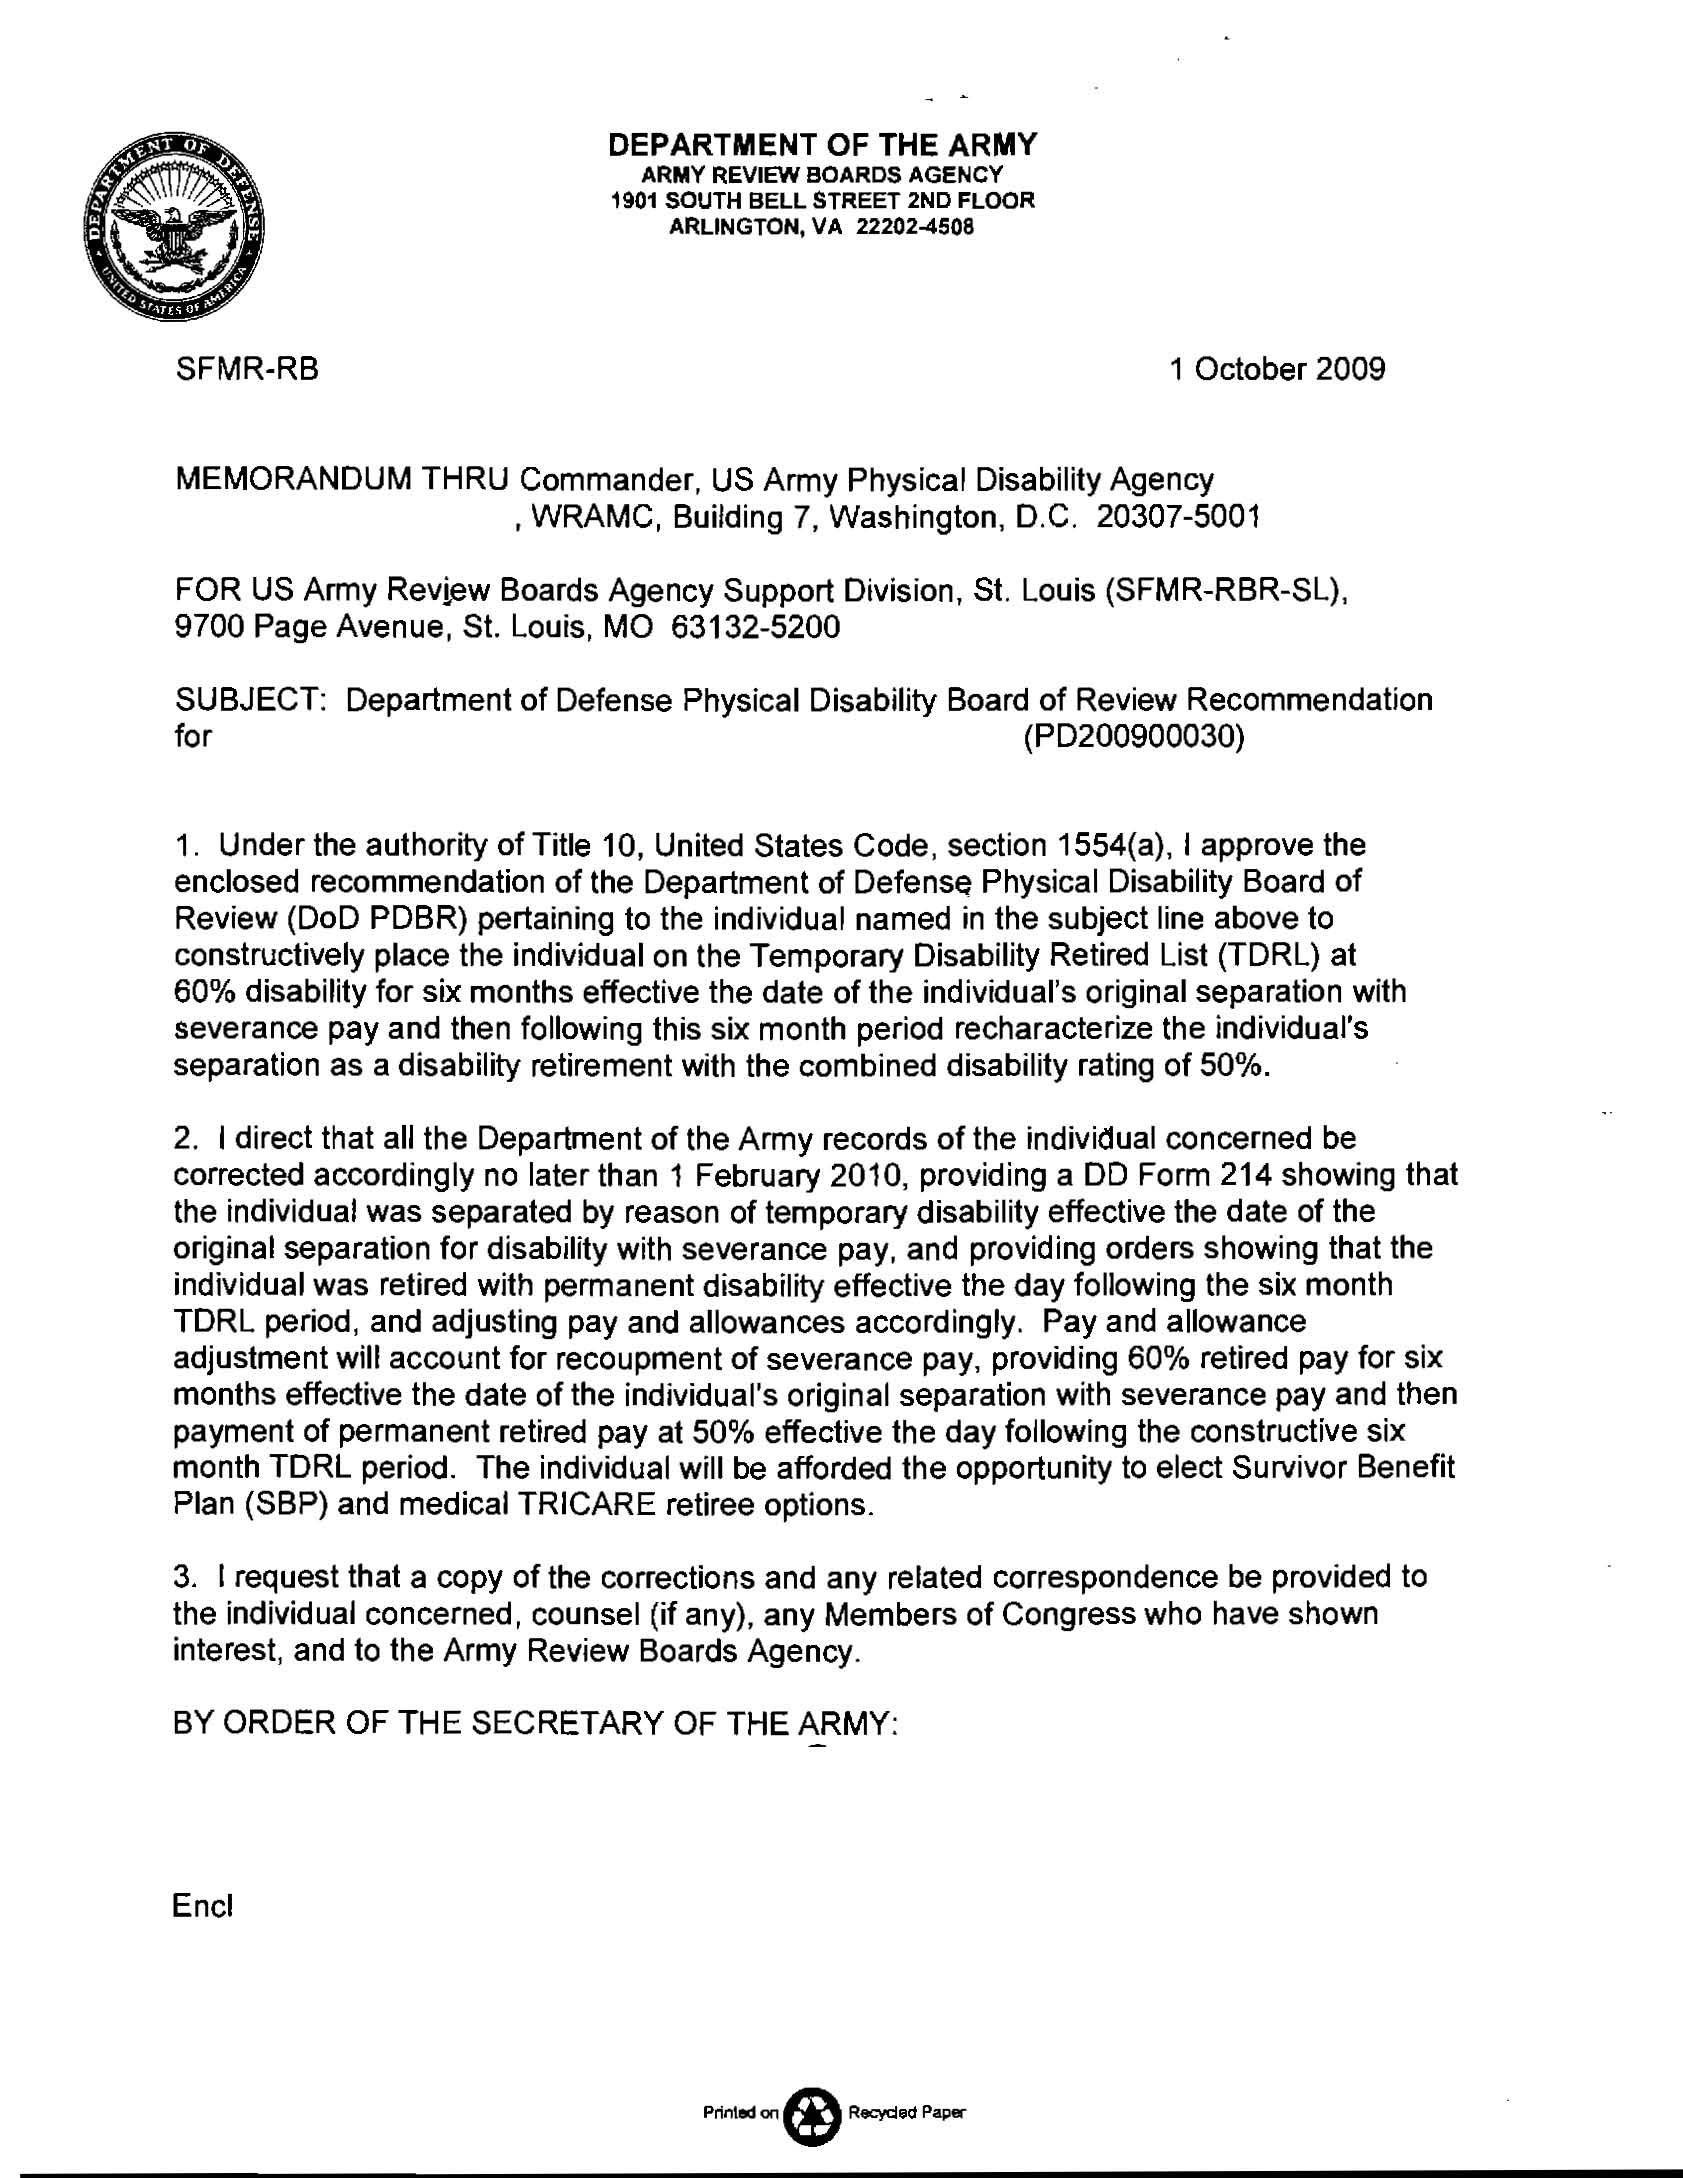 DEPARTMENT OF DEFENSE
UNITED STATES OF AMERICA
DEPARTMENT OF THE ARMY
ARMY REVIEW BOARDS AGENCY
1901 SOUTH BELL STREET 2ND FLOOR
ARLINGTON, VA 22202-4508
SFMR-RB 1 October 2009
MEMORANDUM THRU Commander, US Army Physical Disability Agency
, WRAMC, Building 7, Washington, D.C. 20307-5001
FOR US Army Review Boards Agency Support Division, St. Louis (SFMR-RBR-SL),
9700 Page Avenue, St. Louis, MO 63132-5200
SUBJECT: Department of Defense Physical Disability Board of Review Recommendation
for (PD200900030)
1. Under the authority of Title 10, United States Code, section 1554(a), I approve the
enclosed recommendation of the Department of Defense Physical Disability Board of
Review (DoD PDBR) pertaining to the individual named in the subject line above to
constructively place the individual on the Temporary Disability Retired List (TDRL) at
60% disability for six months effective the date of the individual's original separation with
severance pay and then following this six month period recharacterize the individual's
separation as a disability retirement with the combined disability rating of 50%.
2. I direct that all the Department of the Army records of the individual concerned be
corrected accordingly no later than 1 February 2010, providing a DD Form 214 showing that
the individual was separated by reason of temporary disability effective the date of the
original separation for disability with severance pay, and providing orders showing that the
individual was retired with permanent disability effective the day following the six month
TDRL period, and adjusting pay and allowances accordingly. Pay and allowance
adjustment will account for recoupment of severance pay, providing 60% retired pay for six
months effective the date of the individual's original separation with severance pay and then
payment of permanent retired pay at 50% effective the day following the constructive six
month TDRL period. The individual will be afforded the opportunity to elect Survivor Benefit
Plan (SBP) and medical TRICARE retiree options.
3. I request that a copy of the corrections and any related correspondence be provided to
the individual concerned, counsel (if any), any Members of Congress who have shown
interest, and to the Army Review Boards Agency.
BY ORDER OF THE SECRETARY OF THE ARMY:
Encl
Printed on Recycled Paper